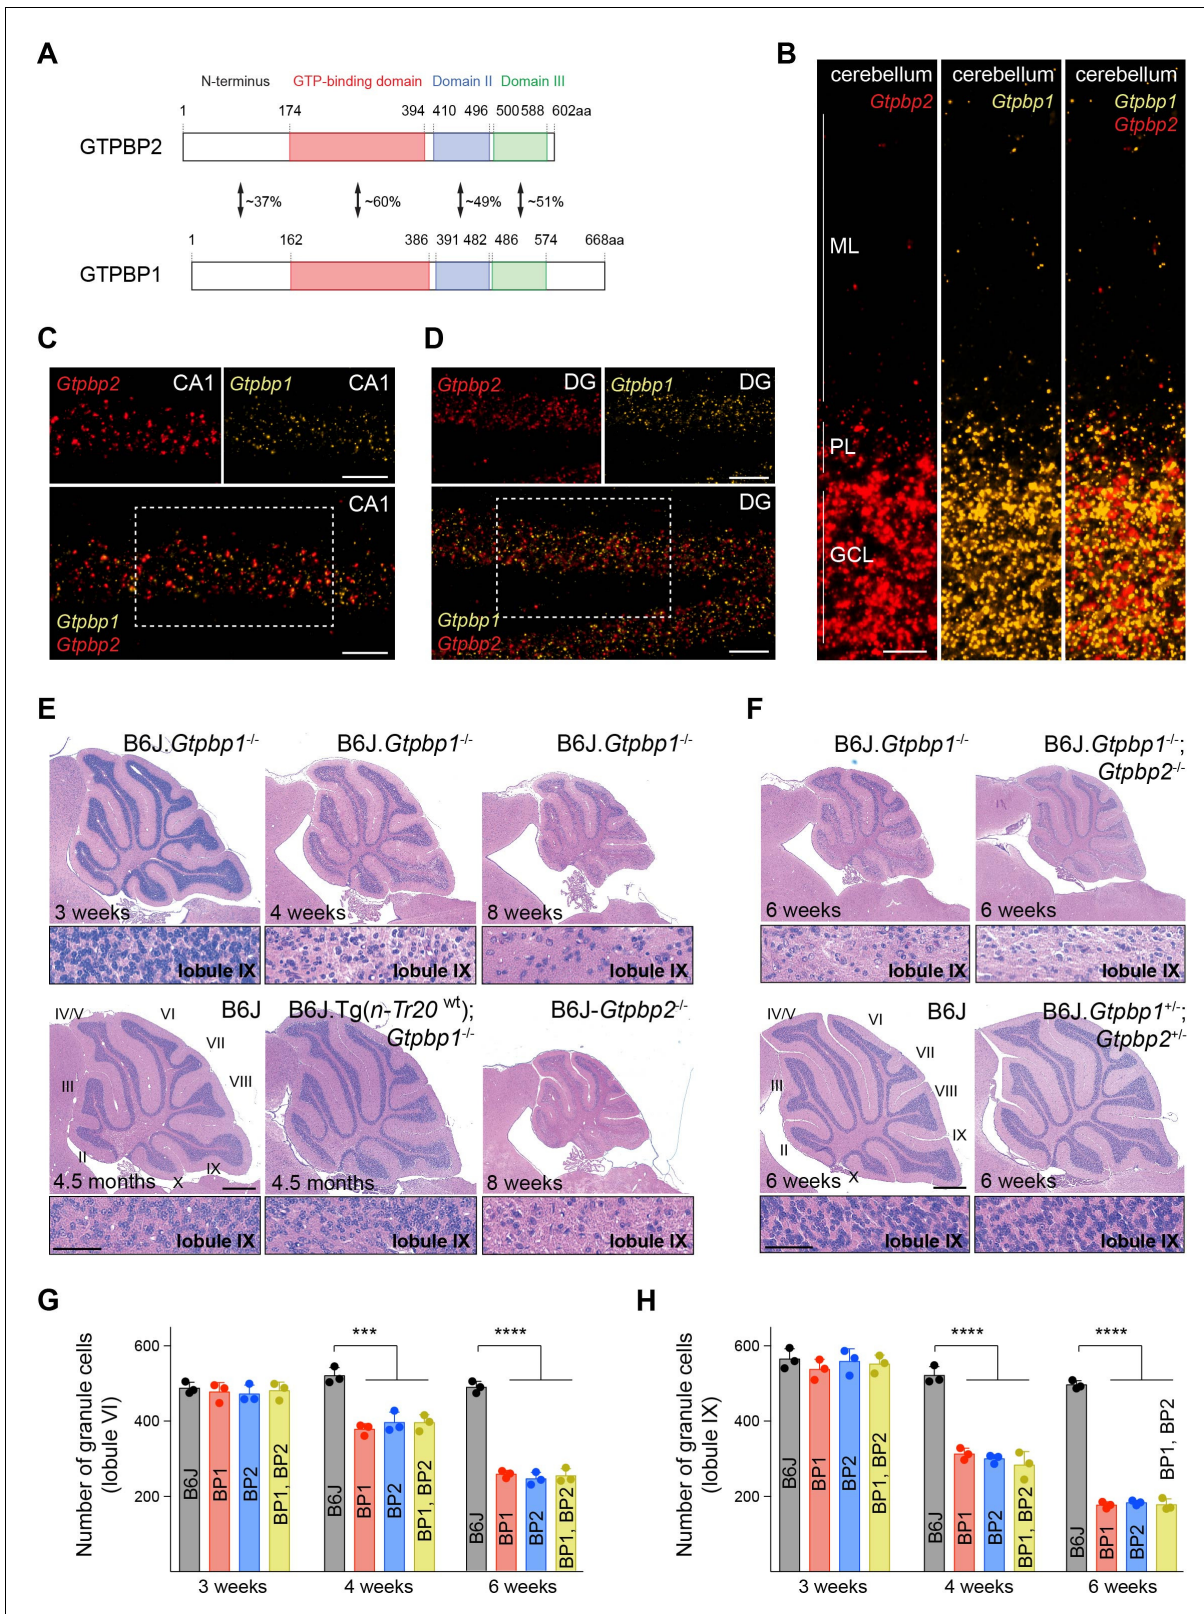 A
N-terminus GTP-binding domain Domain II Domain III
1 174 394 410 496 500 588 602aa
GTPBP2
~37% ~60% ~49% ~51%
1 162 386 391 482 486 574 668aa
GTPBP1
B
cerebellum cerebellum cerebellum
Gtpbp2 Gtpbp1 Gtpbp1
Gtpbp2
ML
PL
GCL
C
Gtpbp2 CA1 Gtpbp1 CA1
CA1
Gtpbp1
Gtpbp2
D
Gtpbp2 DG Gtpbp1 DG
DG
Gtpbp1
Gtpbp2
E
B6J.Gtpbp1-/- B6J.Gtpbp1-/- B6J.Gtpbp1-/-
3 weeks 4 weeks 8 weeks
lobule IX lobule IX lobule IX
B6J B6J.Tg(n-Tr20 wt); B6J-Gtpbp2-/-
Gtpbp1-/-
IV/V VI
VII
III VIII
II IX
X
4.5 months 4.5 months 8 weeks
lobule IX lobule IX lobule IX
F
B6J.Gtpbp1-/- B6J.Gtpbp1-/-;
Gtpbp2-/-
6 weeks 6 weeks
lobule IX lobule IX
B6J B6J.Gtpbp1+/-;
Gtpbp2+/-
IV/V VI
VII
III VIII
IX
II
X
6 weeks 6 weeks
lobule IX lobule IX
G
Number of granule cells
(lobule VI)
600
400
200
*** ****
B6J BP1 BP2 BP1, BP2 B6J BP1 BP2 BP1, BP2 B6J BP1 BP2 BP1, BP2
3 weeks 4 weeks 6 weeks
H
Number of granule cells
(lobule IX)
600
400
200
**** ****
B6J BP1 BP2 BP1, BP2 B6J BP1 BP2 BP1, BP2 B6J BP1 BP2 BP1, BP2
3 weeks 4 weeks 6 weeks